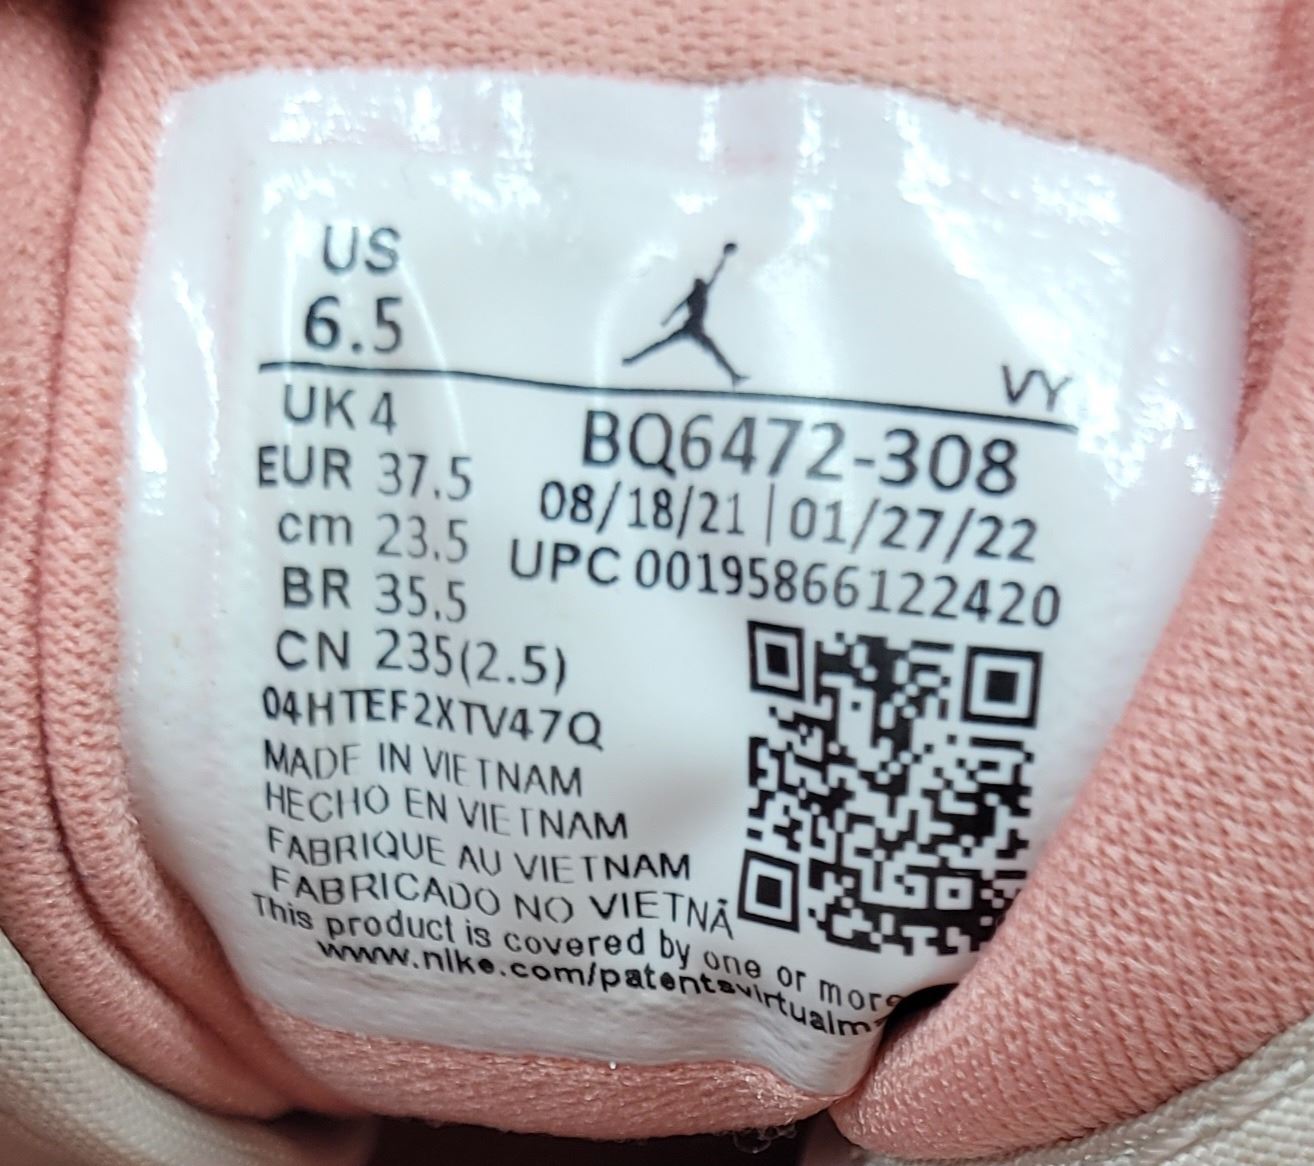 US
6.5
VY
UK 4
BQ6472-308
EUR 37.5
08/18/21 | 01/27/22
cm 23.5
UPC 00195866122420
BR 35.5
CN 235(2.5)
04HTEF2XTV47Q
MADE IN VIETNAM
HECHO EN VIETNAM
FABRIQUE AU VIETNAM
FABRICADO NO VIETNÃ
This product is covered by one or more
www.nike.com/patentsvirtualm